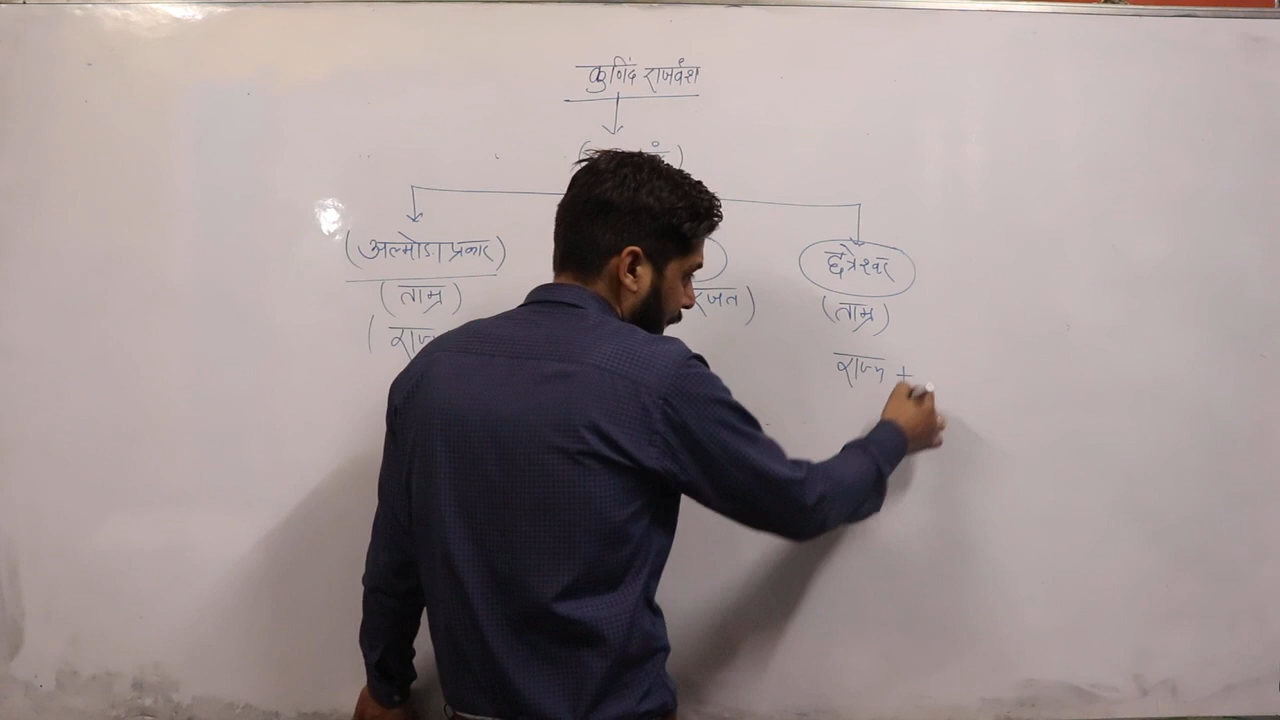 कुणिंद राजवंश
(अल्मोडा प्रकार)
छत्रेश्वर
(ताम्र)
रजत)
(ताम्र)
राज्य +